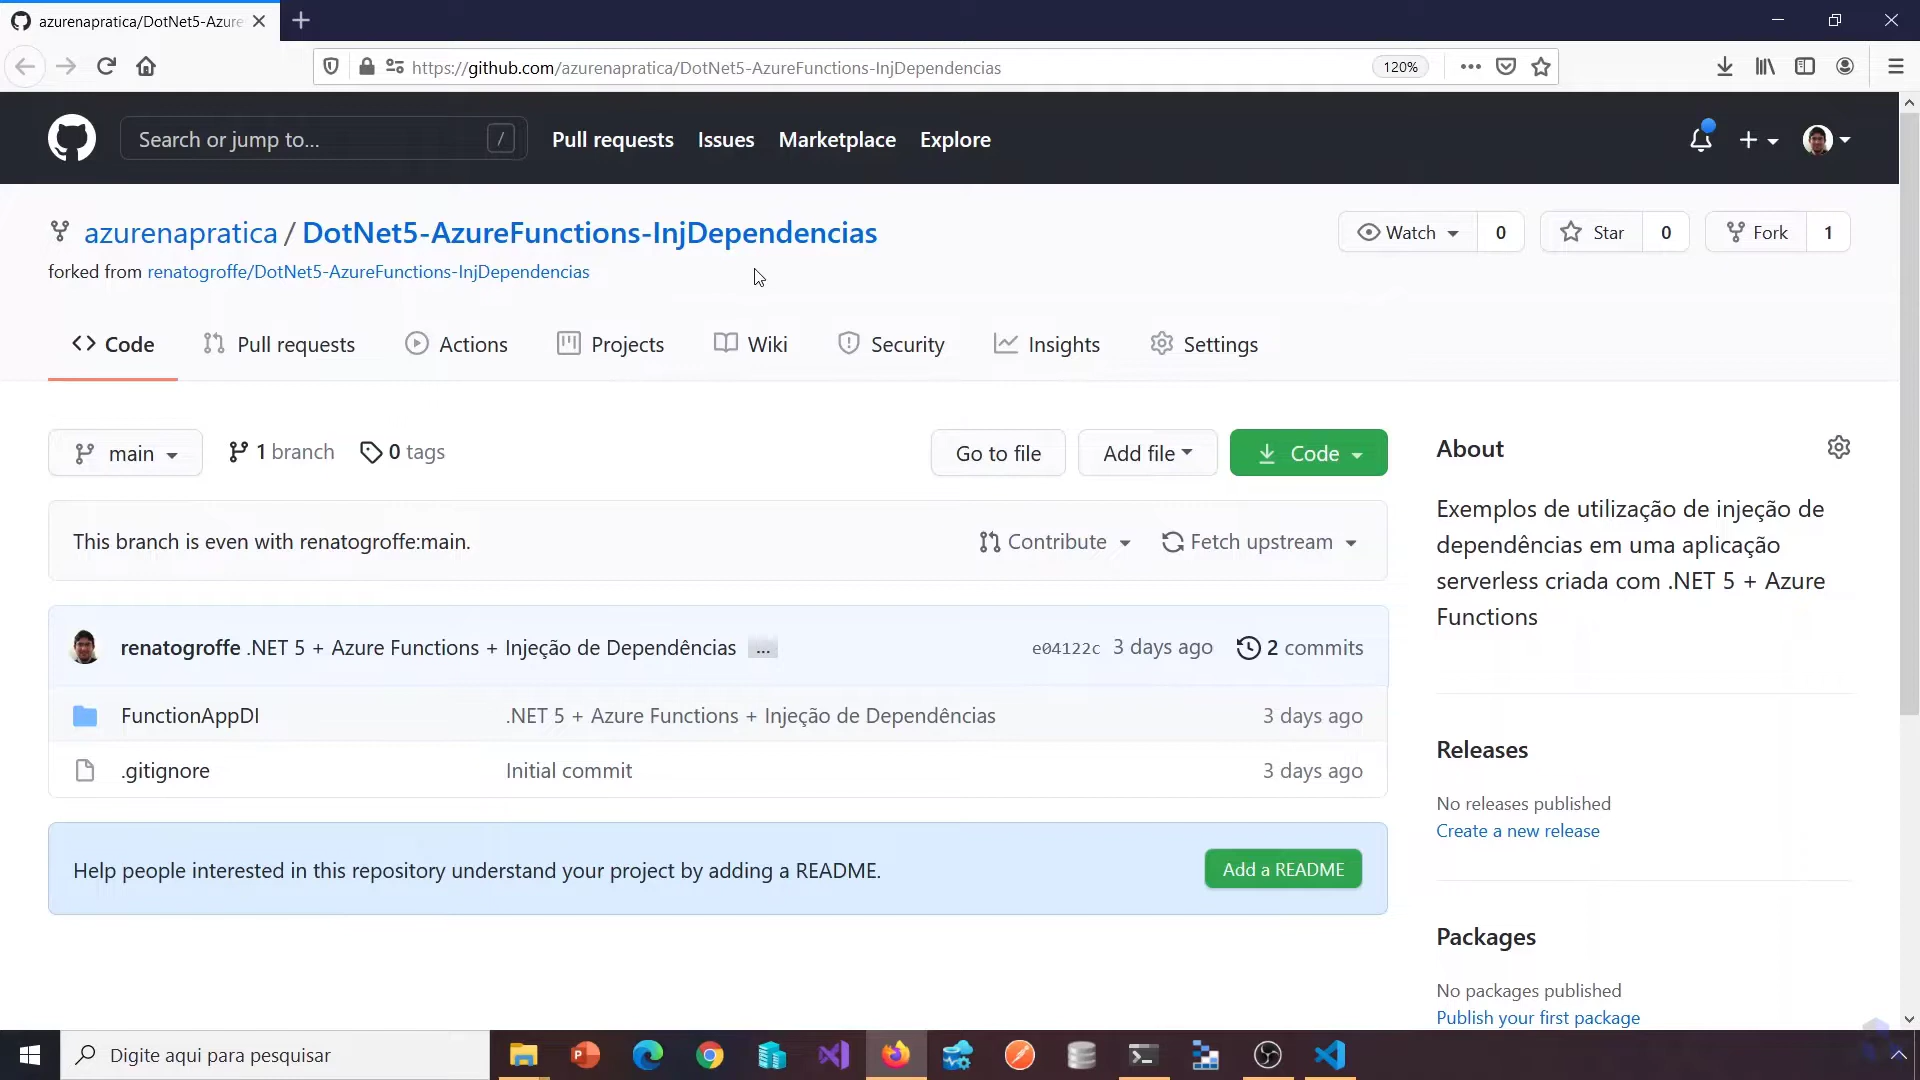 azurenapratica/DotNet5-Azure
https://github.com/azurenapratica/DotNet5-AzureFunctions-InjDependencias
120%
Search or jump to...
/
Pull requests
Issues
Marketplace
Explore
azurenapratica / DotNet5-AzureFunctions-InjDependencias
Watch
0
Star
0
Fork
1
forked from renatogroffe/DotNet5-AzureFunctions-InjDependencias
Code
Pull requests
Actions
Projects
Wiki
Security
Insights
Settings
main
1 branch
0 tags
Go to file
Add file
Code
This branch is even with renatogroffe:main.
Contribute
Fetch upstream
renatogroffe .NET 5 + Azure Functions + Injeção de Dependências
...
e04122c
3 days ago
2 commits
FunctionAppDI
.NET 5 + Azure Functions + Injeção de Dependências
3 days ago
.gitignore
Initial commit
3 days ago
Help people interested in this repository understand your project by adding a README.
Add a README
About
Exemplos de utilização de injeção de
dependências em uma aplicação
serverless criada com .NET 5 + Azure
Functions
Releases
No releases published
Create a new release
Packages
No packages published
Publish your first package
Digite aqui para pesquisar